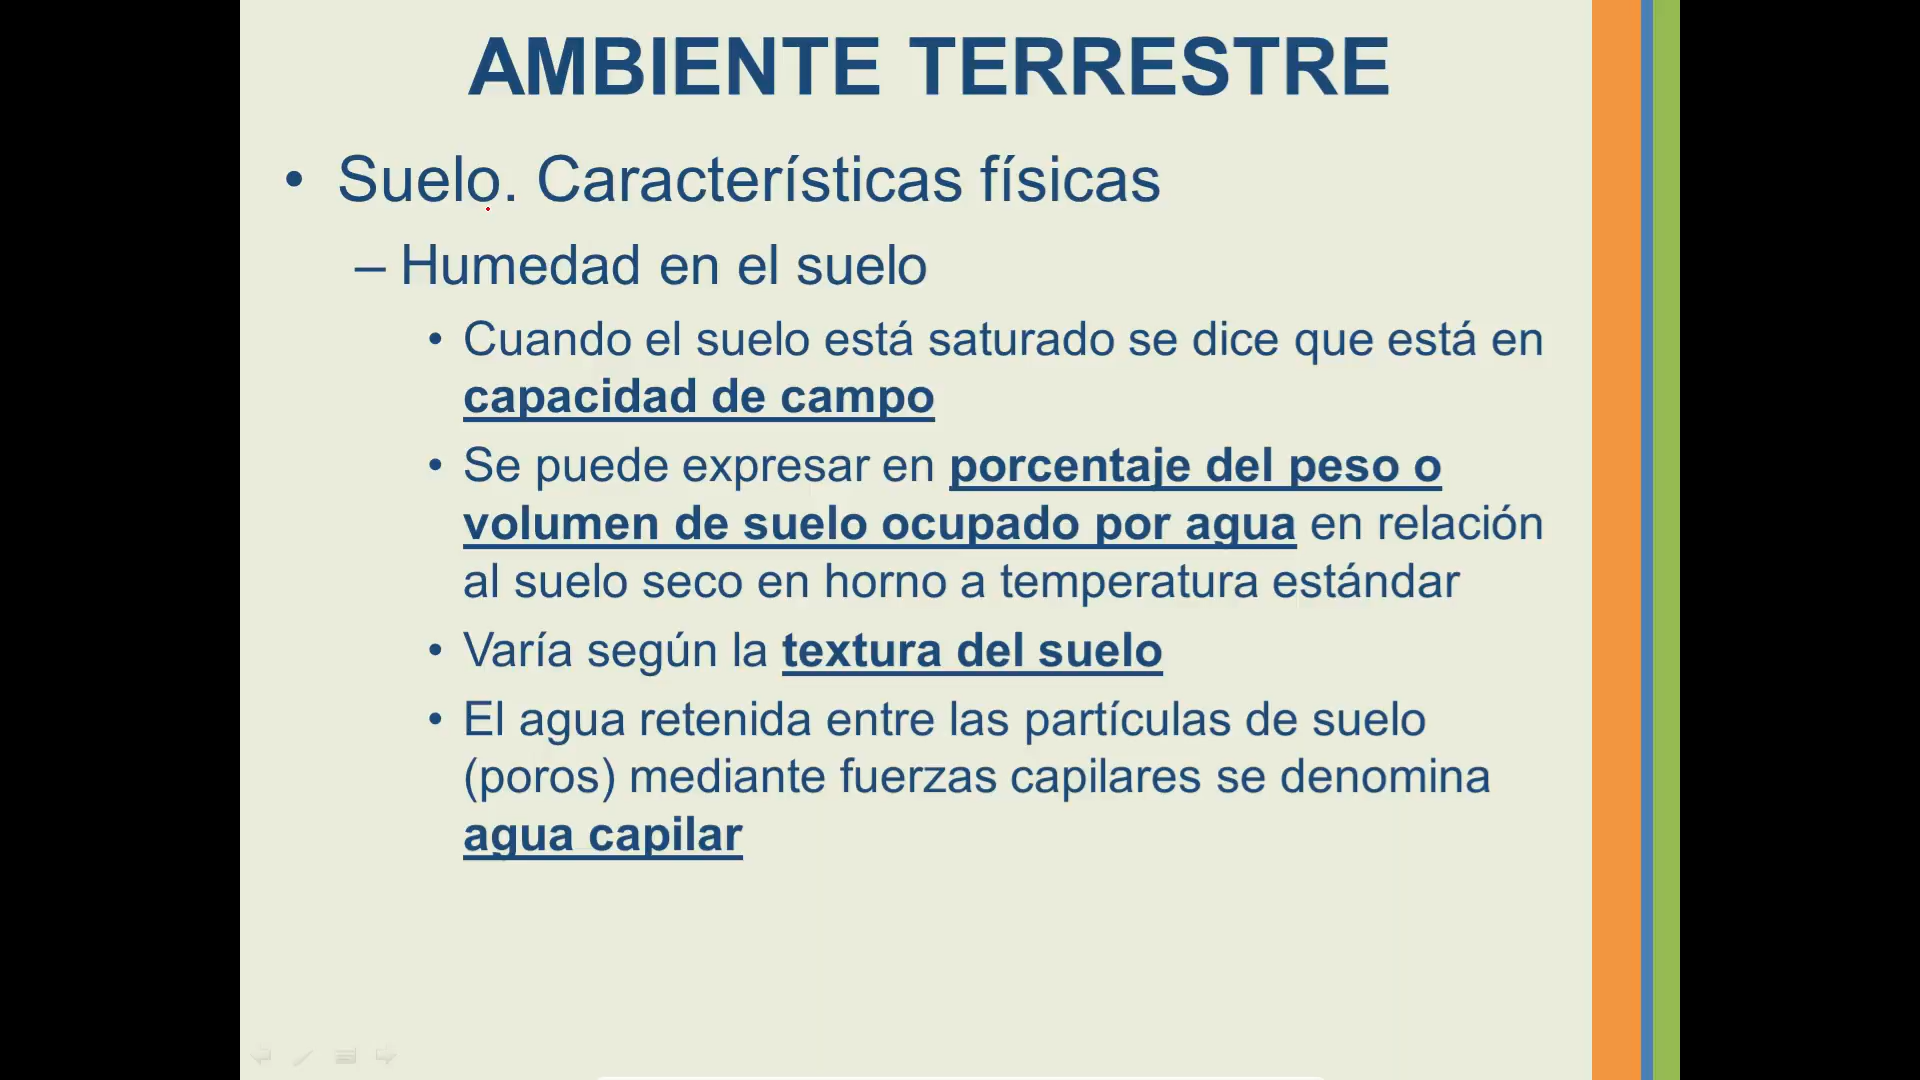 AMBIENTE TERRESTRE
• Suelo. Características físicas
– Humedad en el suelo
• Cuando el suelo está saturado se dice que está en
capacidad de campo
• Se puede expresar en porcentaje del peso o
volumen de suelo ocupado por agua en relación
al suelo seco en horno a temperatura estándar
• Varía según la textura del suelo
• El agua retenida entre las partículas de suelo
(poros) mediante fuerzas capilares se denomina
agua capilar